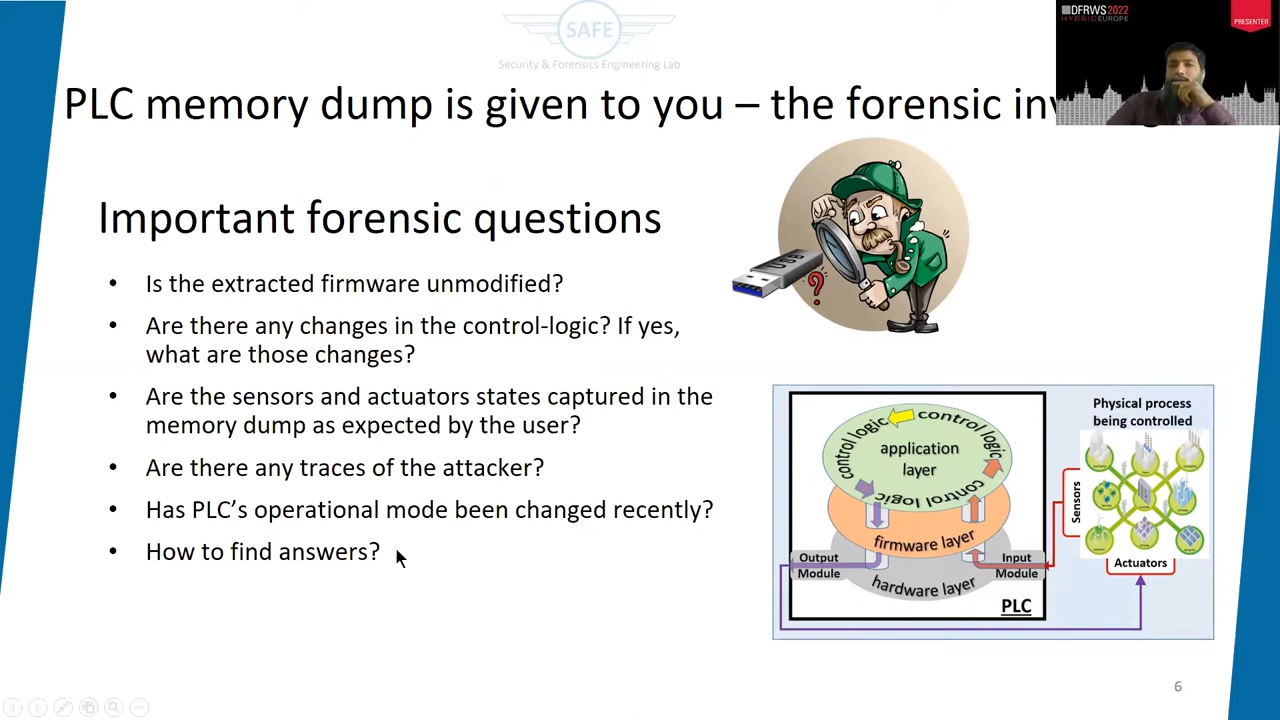 SAFE
Security & Forensics Engineering Lab
DFRWS 2022
HYBRID EUROPE
PRESENTER
PLC memory dump is given to you – the forensic
Important forensic questions
• Is the extracted firmware unmodified?
• Are there any changes in the control-logic? If yes,
what are those changes?
• Are the sensors and actuators states captured in the
memory dump as expected by the user?
• Are there any traces of the attacker?
• Has PLC’s operational mode been changed recently?
• How to find answers?
USB
?
control logic
control logic
control logic
application
layer
firmware layer
hardware layer
Output
Module
Input
Module
PLC
Physical process
being controlled
Sensors
Actuators
6